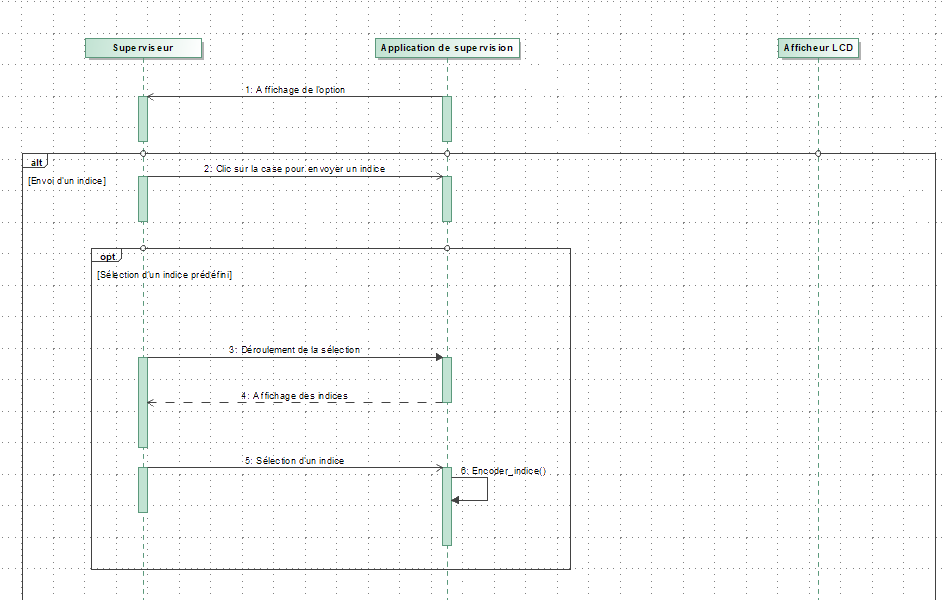 Superviseur
Application de supervision
Afficheur LCD
1: Affichage de l'option
alt
2: Clic sur la case pour envoyer un indice
[Envoi d'un indice]
opt
[Sélection d'un indice prédéfini]
3: Déroulement de la sélection
4: Affichage des indices
5: Sélection d'un indice
6: Encoder_indice()